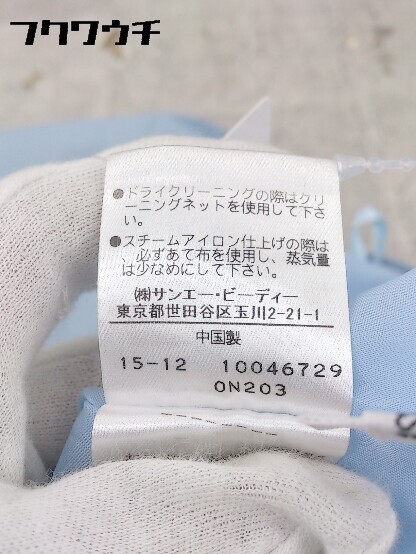 フクワウチ
●ドライクリーニングの際はクリ
ーニングネットを使用して下さ
い。
●スチームアイロン仕上げの際は
、必ずあて布を使用し、蒸気量
は少なめにして下さい。
㈱サンエー・ビーディー
東京都世田谷区玉川2-21-1
中国製
15-12 10046729
0N203